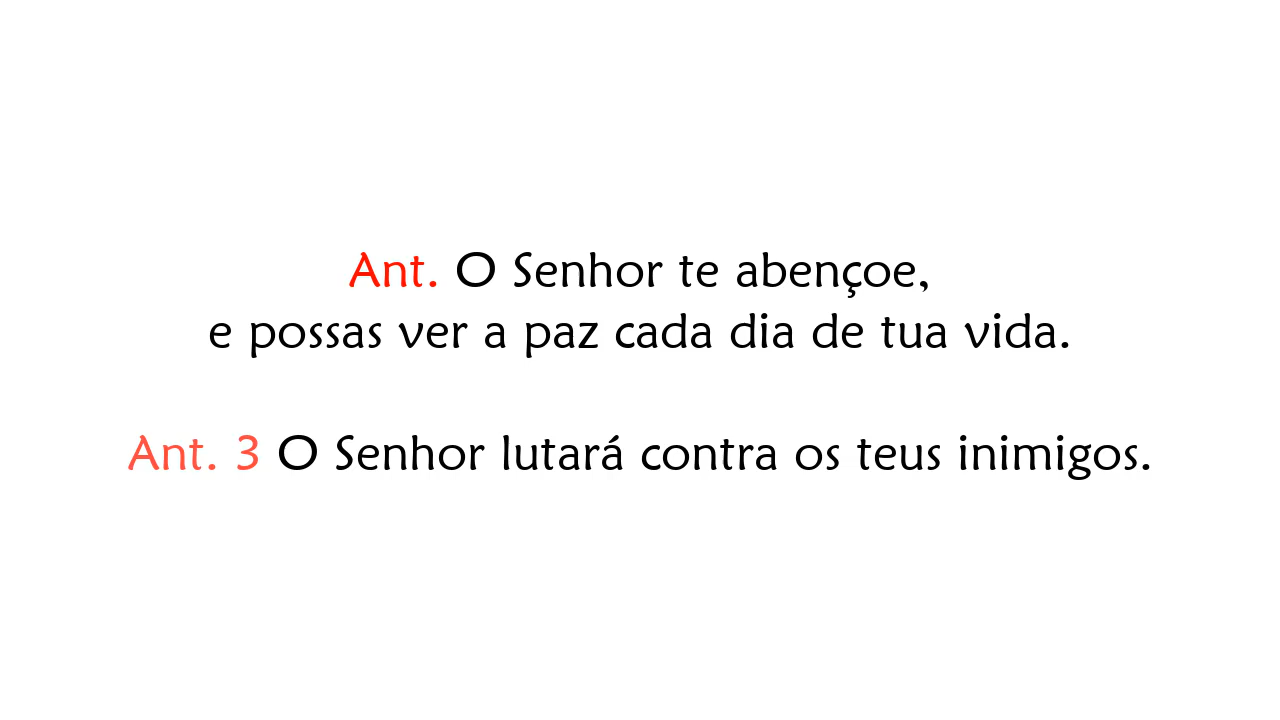 Ant. O Senhor te abençoe,
e possas ver a paz cada dia de tua vida.
Ant. 3 O Senhor lutará contra os teus inimigos.